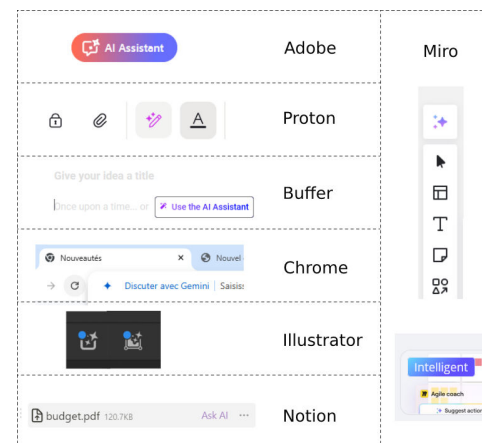 AI Assistant
Adobe
Miro
Proton
A
Give your idea a title
Once upon a time... or
Use the AI Assistant
Buffer
Nouveautés
×
Nouvel
Discuter avec Gemini
Saisis
Chrome
T
Illustrator
Intelligent
Agile coach
Suggest action
budget.pdf 120.7KB
Ask AI ...
Notion